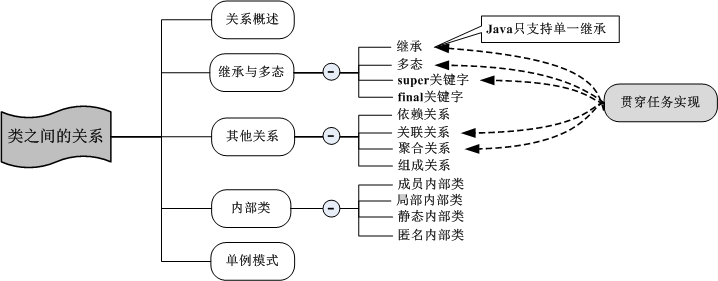 类之间的关系
关系概述
继承与多态
继承
Java只支持单一继承
多态
super关键字
final关键字
贯穿任务实现
其他关系
依赖关系
关联关系
聚合关系
组成关系
内部类
成员内部类
局部内部类
静态内部类
匿名内部类
单例模式